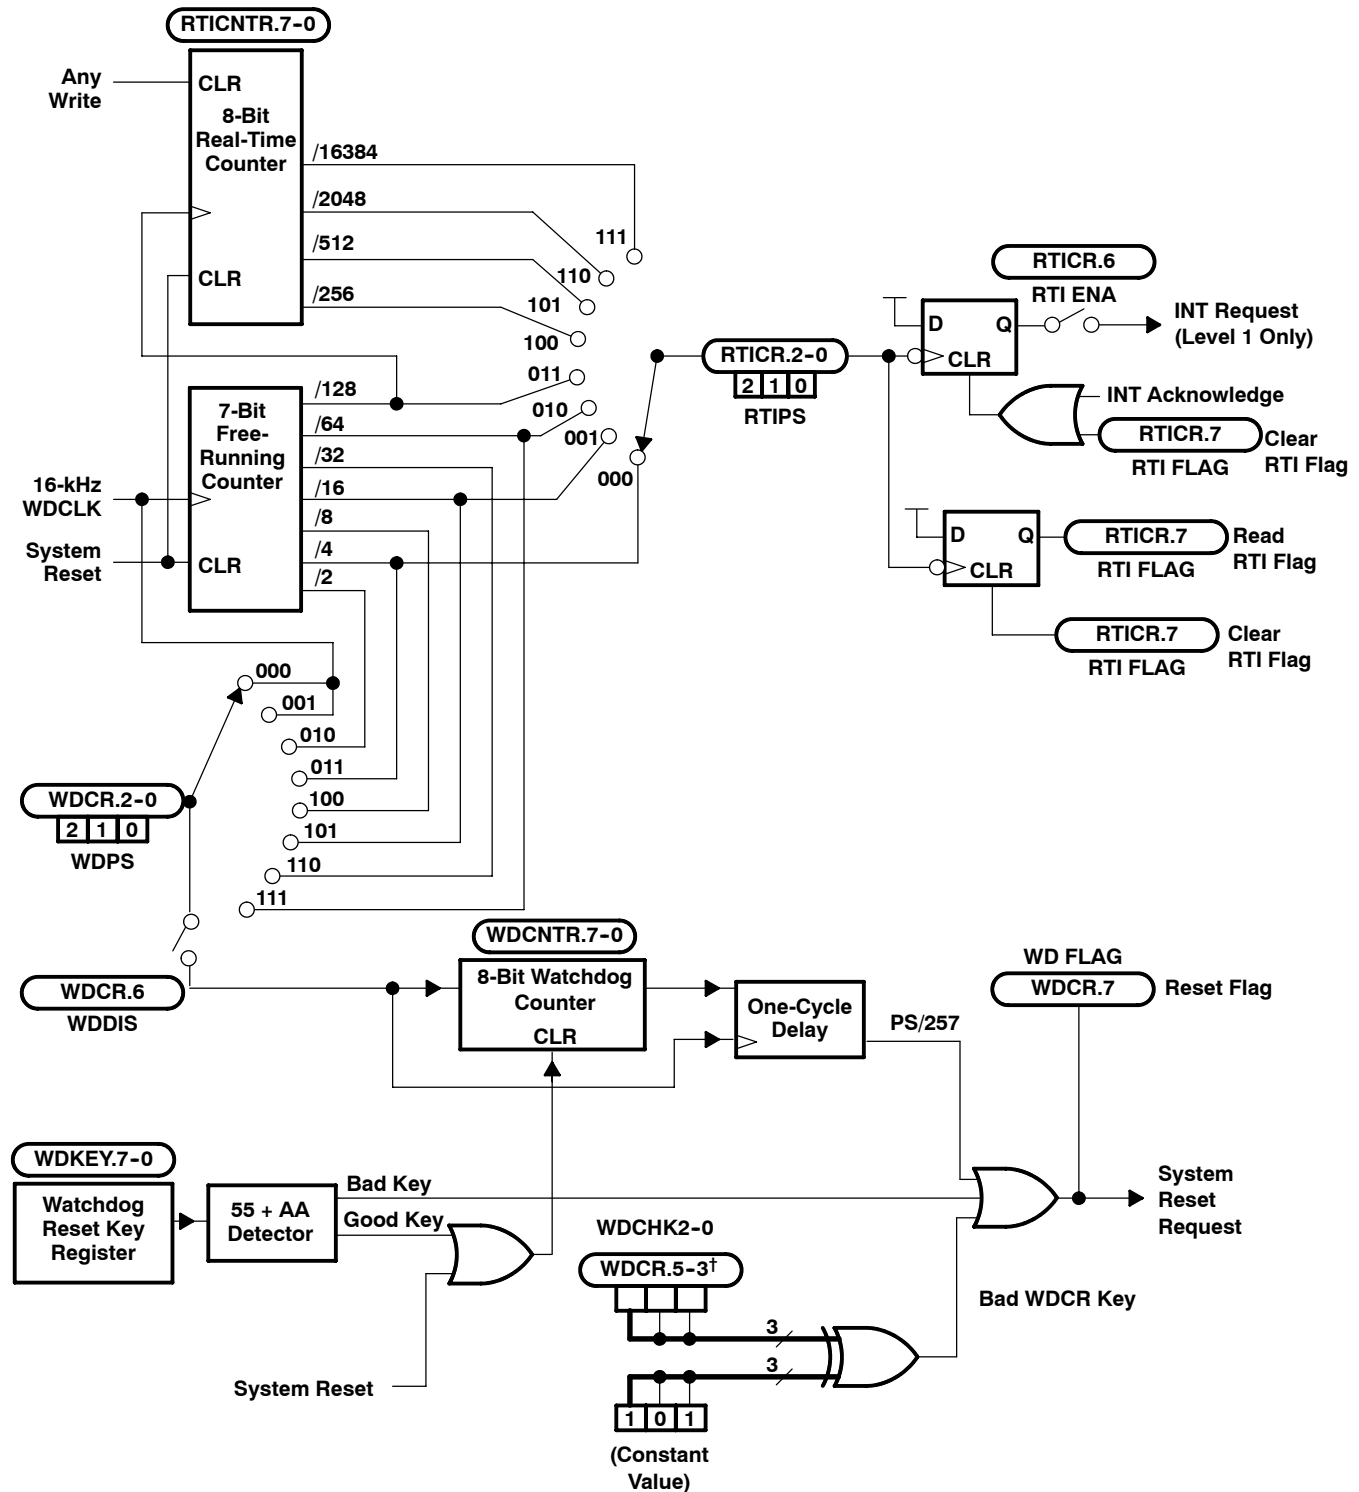 RTICNTR.7-0
Any
Write
CLR
8-Bit
Real-Time
Counter
CLR
/16384
/2048
/512
/256
111
110
101
100
011
010
001
000
7-Bit
Free-
Running
Counter
CLR
/128
/64
/32
/16
/8
/4
/2
16-kHz
WDCLK
System
Reset
RTICR.2-0
2 1 0
RTIPS
RTICR.6
RTI ENA
D Q
CLR
INT Request
(Level 1 Only)
INT Acknowledge
RTICR.7
RTI FLAG
Clear
RTI Flag
D Q
CLR
RTICR.7
RTI FLAG
Read
RTI Flag
RTICR.7
RTI FLAG
Clear
RTI Flag
000
001
010
011
100
101
110
111
WDCR.2-0
2 1 0
WDPS
WDCR.6
WDDIS
WDCNTR.7-0
8-Bit Watchdog
Counter
CLR
One-Cycle
Delay
PS/257
WD FLAG
WDCR.7
Reset Flag
WDKEY.7-0
Watchdog
Reset Key
Register
55 + AA
Detector
Bad Key
Good Key
System Reset
WDCHK2-0
WDCR.5-3†
3
3
1 0 1
(Constant
Value)
Bad WDCR Key
System
Reset
Request